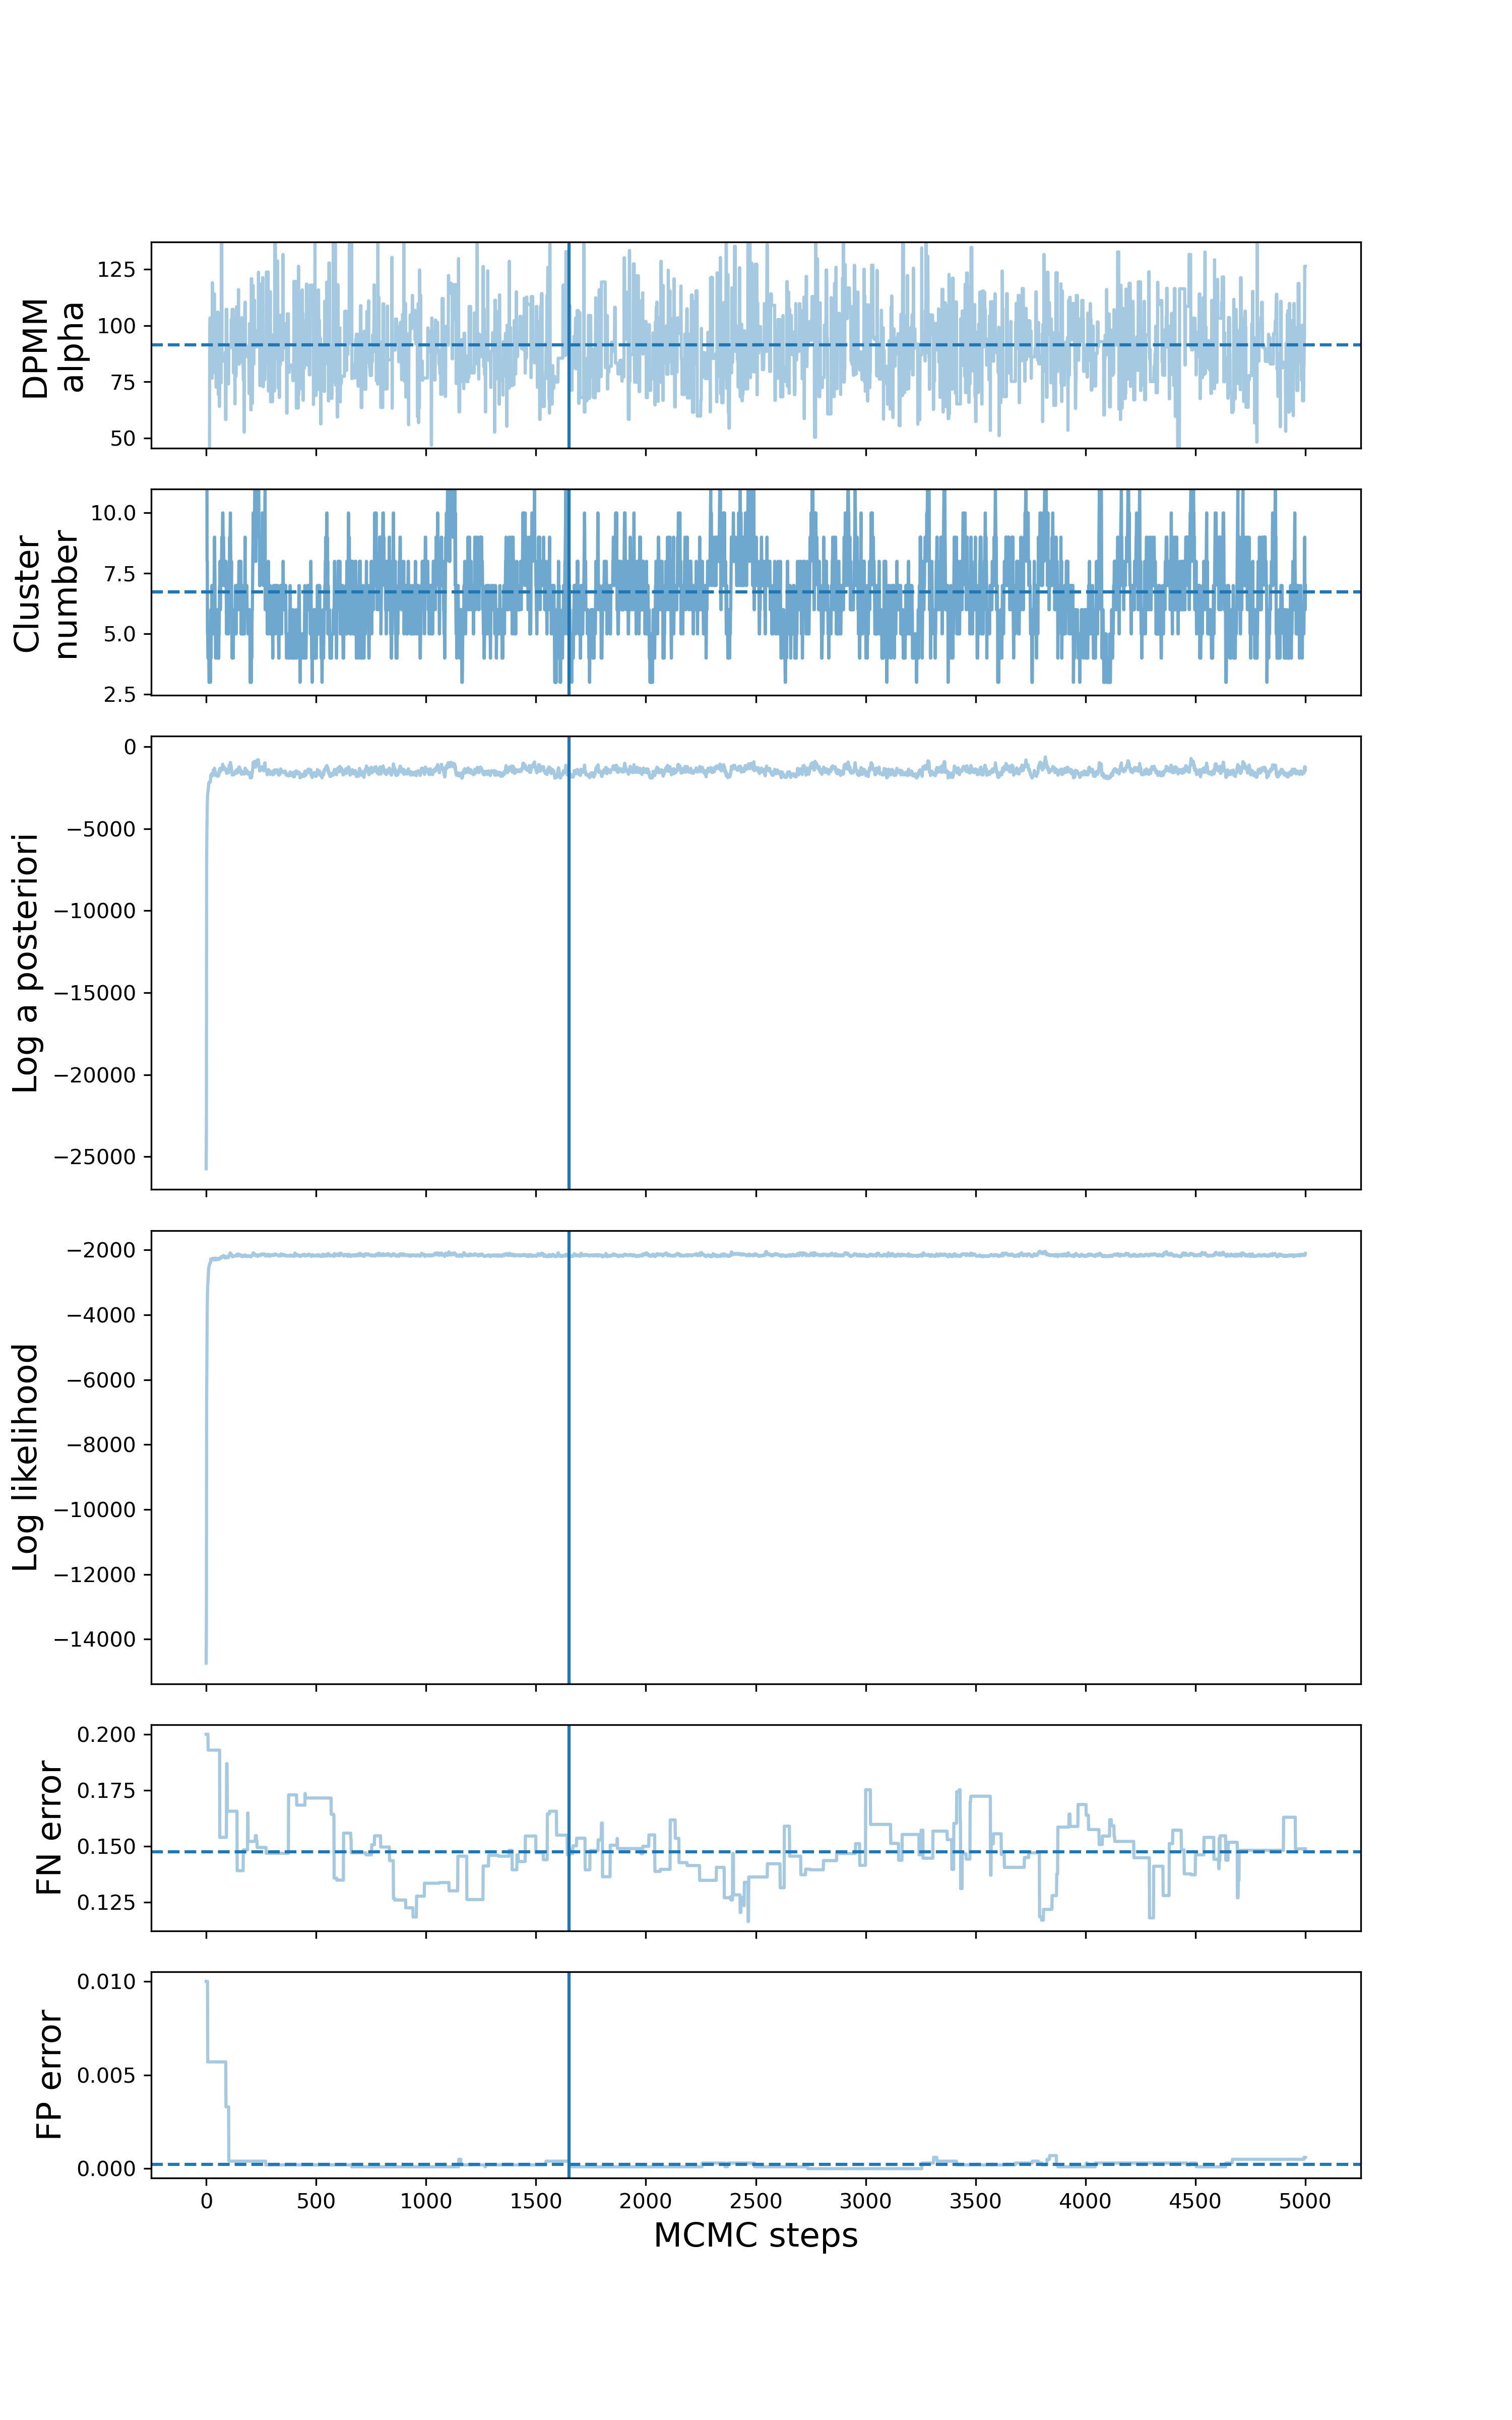 DPMM
alpha
125
100
75
50
Cluster
number
10.0
7.5
5.0
2.5
Log a posteriori
0
−5000
−10000
−15000
−20000
−25000
Log likelihood
−2000
−4000
−6000
−8000
−10000
−12000
−14000
FN error
0.200
0.175
0.150
0.125
FP error
0.010
0.005
0.000
0 500 1000 1500 2000 2500 3000 3500 4000 4500 5000
MCMC steps